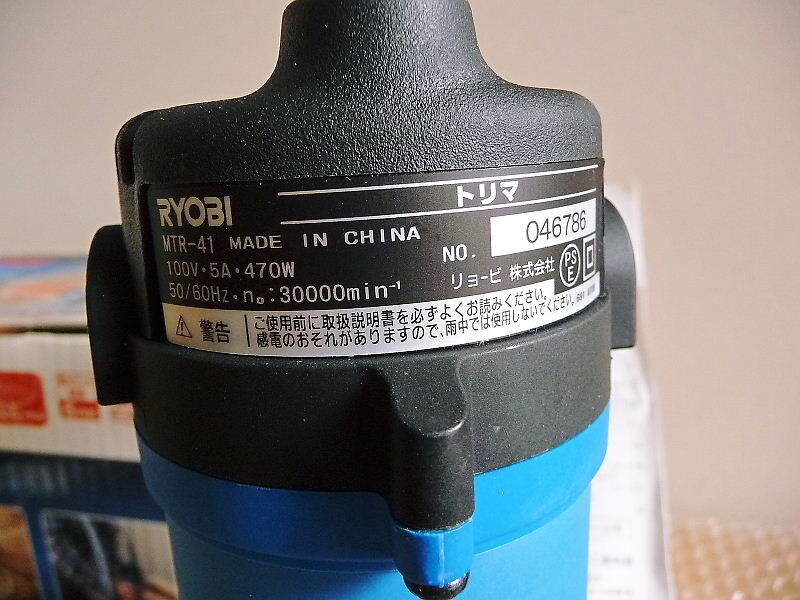 トリマ
RYOBI
MTR-41 MADE IN CHINA
NO. 046786
100V・5A・470W
リョービ 株式会社
PS
E
50/60Hz・n₀:30000min⁻¹
警告
ご使用前に取扱説明書を必ずよくお読みください。
感電のおそれがありますので、雨中では使用しないでください。